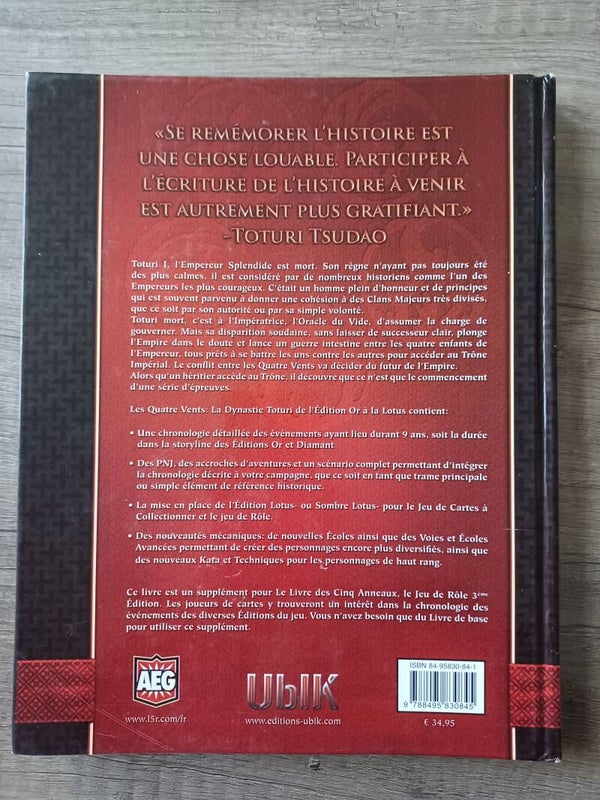 «SE REMÉMORER L'HISTOIRE EST
UNE CHOSE LOUABLE. PARTICIPER À
L'ÉCRITURE DE L'HISTOIRE À VENIR
EST AUTREMENT PLUS GRATIFIANT.»
-TOTURI TSUDAO
Toturi I, l'Empereur Splendide est mort. Son règne n'ayant pas toujours été
des plus calmes, il est considéré par de nombreux historiens comme l'un des
Empereurs les plus courageux. C'était un homme plein d'honneur et de principes
qui est souvent parvenu à donner une cohésion à des Clans Majeurs très divisés,
que ce soit par son autorité ou par sa simple volonté.
Toturi mort, c'est à l'Impératrice, l'Oracle du Vide, d'assumer la charge de
gouverner. Mais sa disparition soudaine, sans laisser de successeur clair, plonge
l'Empire dans le doute et lance un guerre intestine entre les quatre enfants de
l'Empereur, tous prêts à se battre les uns contre les autres pour accéder au Trône
Impérial. Le conflit entre les Quatre Vents va décider du futur de l'Empire.
Alors qu'un héritier accède au Trône, il découvre que ce n'est que le commencement
d'une série d'épreuves.
Les Quatre Vents: La Dynastie Toturi de l'Édition Or à la Lotus contient:
• Une chronologie détaillée des événements ayant lieu durant 9 ans, soit la durée
dans la storyline des Éditions Or et Diamant
• Des PNJ, des accroches d'aventures et un scénario complet permettant d'intégrer
la chronologie décrite à votre campagne, que ce soit en tant que trame principale
ou simple élément de référence historique.
• La mise en place de l'Édition Lotus- ou Sombre Lotus- pour le Jeu de Cartes à
Collectionner et le jeu de Rôle.
• Des nouveautés mécaniques: de nouvelles Écoles ainsi que des Voies et Écoles
Avancées permettant de créer des personnages encore plus diversifiés, ainsi que
des nouveaux Kata et Techniques pour les personnages de haut rang.
Ce livre est un supplément pour Le Livre des Cinq Anneaux, le Jeu de Rôle 3ème
Édition. Les joueurs de cartes y trouveront un intérêt dans la chronologie des
événements des diverses Éditions du jeu. Vous n'avez besoin que du Livre de base
pour utiliser ce supplément.
AEG
www.l5r.com/fr
UbIK
www.editions-ubik.com
ISBN 84-95830-84-1
9 788495 830845
€ 34,95